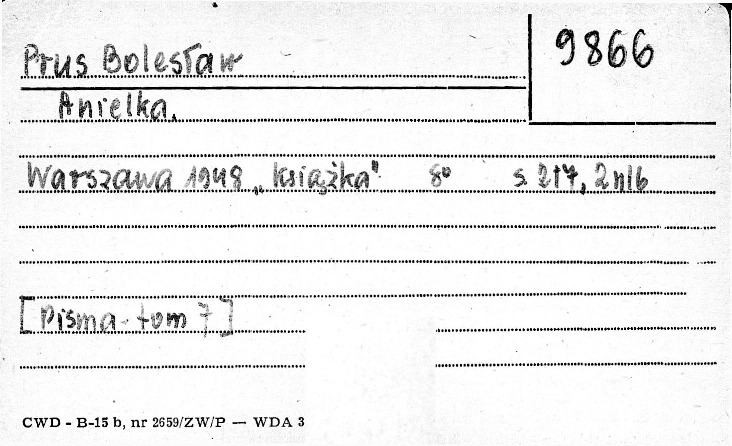 9866
Prus Bolesław
Anielka.
Warszawa 1948 „Książka" 8° s. 217, 2 nlb
[Pisma - tom 7]
CWD - B-15 b, nr 2659/ZW/P — WDA 3